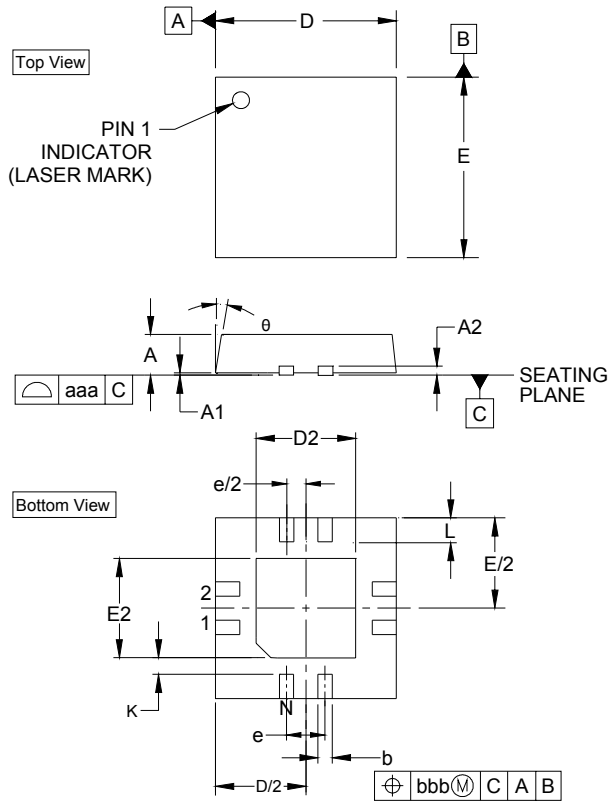 A
D
B
Top View
PIN 1
INDICATOR
(LASER MARK)
E
θ
A2
A
aaa C
A1
SEATING
PLANE
C
D2
e/2
Bottom View
L
E/2
2
E2
1
K
N
e
b
D/2
⌖ bbbⓂ C A B